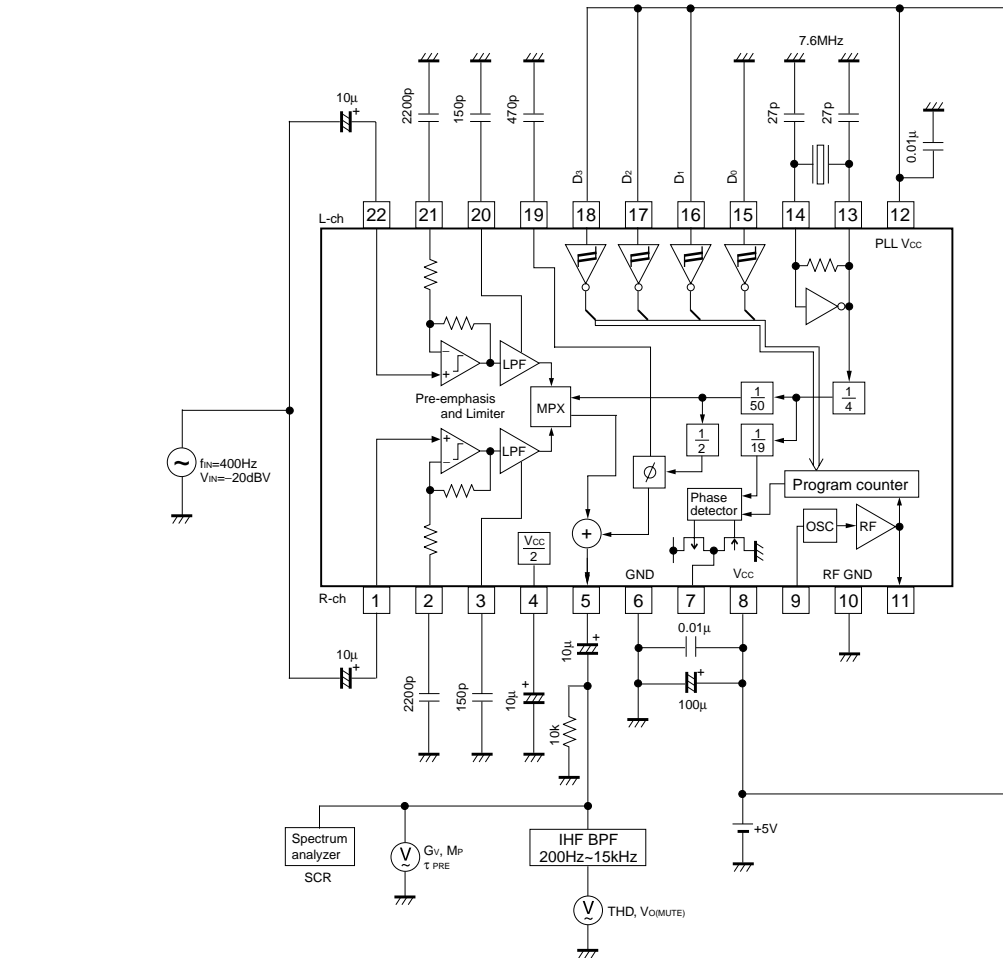 7.6MHz
10μ
+
2200p
150p
470p
27p
27p
0.01μ
D3
D2
D1
D0
L-ch
22
21
20
19
18
17
16
15
14
13
12
PLL VCC
−
+
LPF
Pre-emphasis
and Limiter
MPX
1
50
1
4
1
2
1
19
+
−
LPF
ϕ
Phase
detector
Program counter
OSC
RF
+
VCC
2
fIN=400Hz
VIN=−20dBV
GND
VCC
RF GND
R-ch
1
2
3
4
5
6
7
8
9
10
11
10μ
+
2200p
150p
10μ
+
10μ
+
10k
0.01μ
+
100μ
+5V
Spectrum
analyzer
SCR
V
GV, MP
τ PRE
IHF BPF
200Hz~15kHz
V
THD, VO(MUTE)